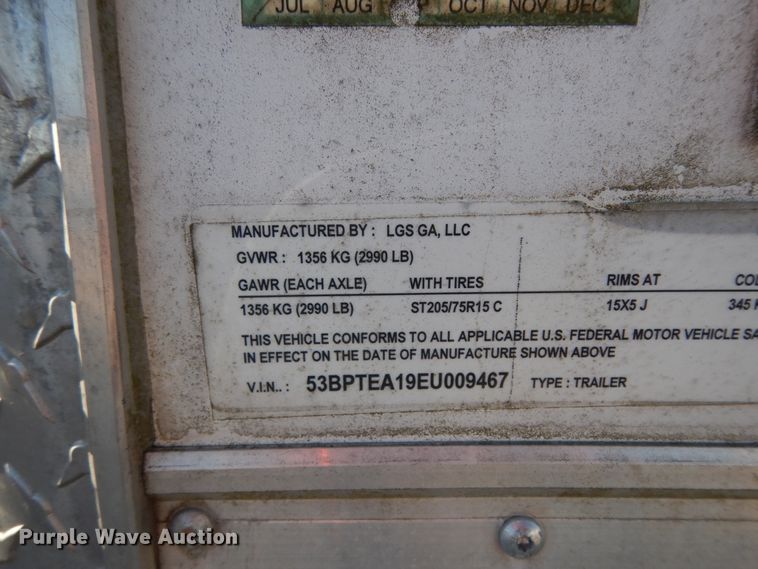 JUL AUG P OCT NOV DEC
MANUFACTURED BY : LGS GA, LLC
GVWR : 1356 KG (2990 LB)
GAWR (EACH AXLE) WITH TIRES RIMS AT COL
1356 KG (2990 LB) ST205/75R15 C 15X5 J 345 K
THIS VEHICLE CONFORMS TO ALL APPLICABLE U.S. FEDERAL MOTOR VEHICLE SA
IN EFFECT ON THE DATE OF MANUFACTURE SHOWN ABOVE
V.I.N.. : 53BPTEA19EU009467 TYPE : TRAILER
Purple Wave Auction